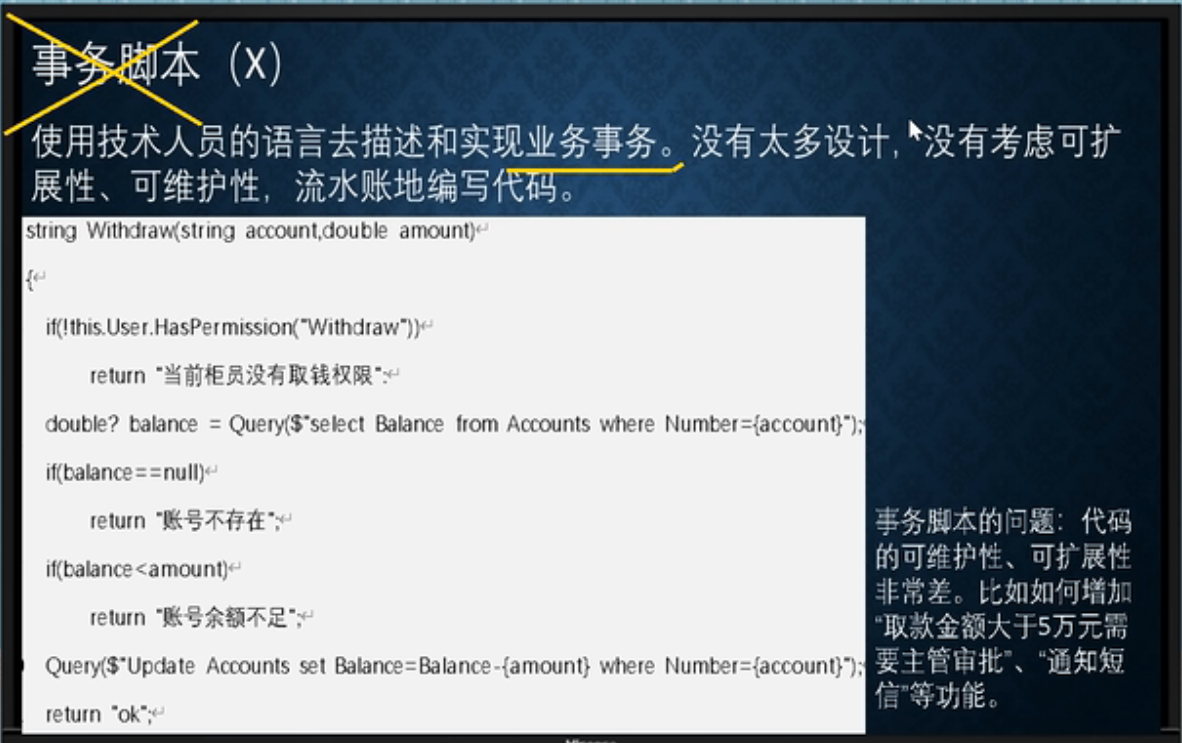 事务脚本（X）
使用技术人员的语言去描述和实现业务事务。没有太多设计，没有考虑可扩
展性、可维护性，流水账地编写代码。
string Withdraw(string account,double amount)↵
{↵
if(!this.User.HasPermission("Withdraw"))↵
return "当前柜员没有取钱权限";↵
double? balance = Query($"select Balance from Accounts where Number={account}");
if(balance==null)↵
return "账号不存在";↵
if(balance<amount)↵
return "账号余额不足";↵
Query($"Update Accounts set Balance=Balance-{amount} where Number={account}");
return "ok";↵
事务脚本的问题：代码
的可维护性、可扩展性
非常差。比如如何增加
“取款金额大于5万元需
要主管审批”、“通知短
信”等功能。